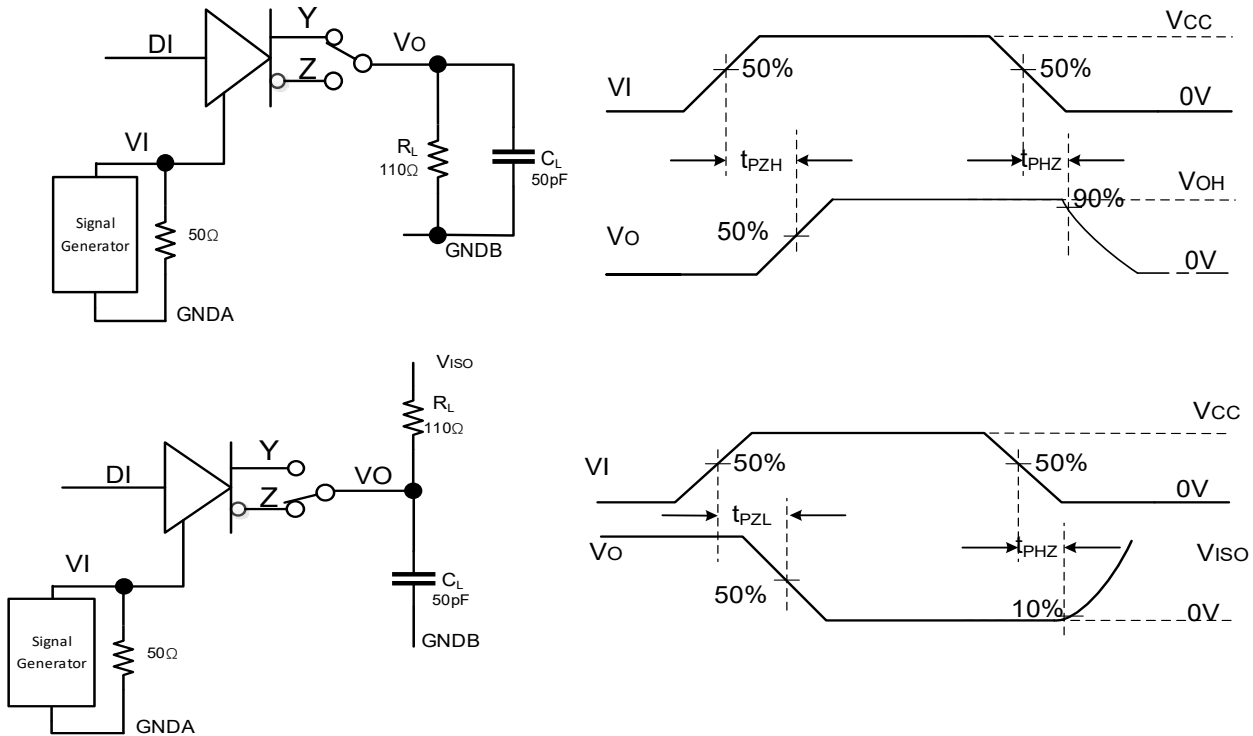 Y
DI
Z
VO
VI
RL
110Ω
CL
50pF
Signal
Generator
50Ω
GNDB
GNDA
VCC
50%
50%
VI
0V
tPZH
tPHZ
VOH
90%
VO
50%
0V
VISO
RL
110Ω
Y
DI
Z
VO
VI
CL
50pF
Signal
Generator
50Ω
GNDB
GNDA
VCC
VI
50%
50%
0V
tPZL
VO
tPHZ
VISO
50%
10%
0V